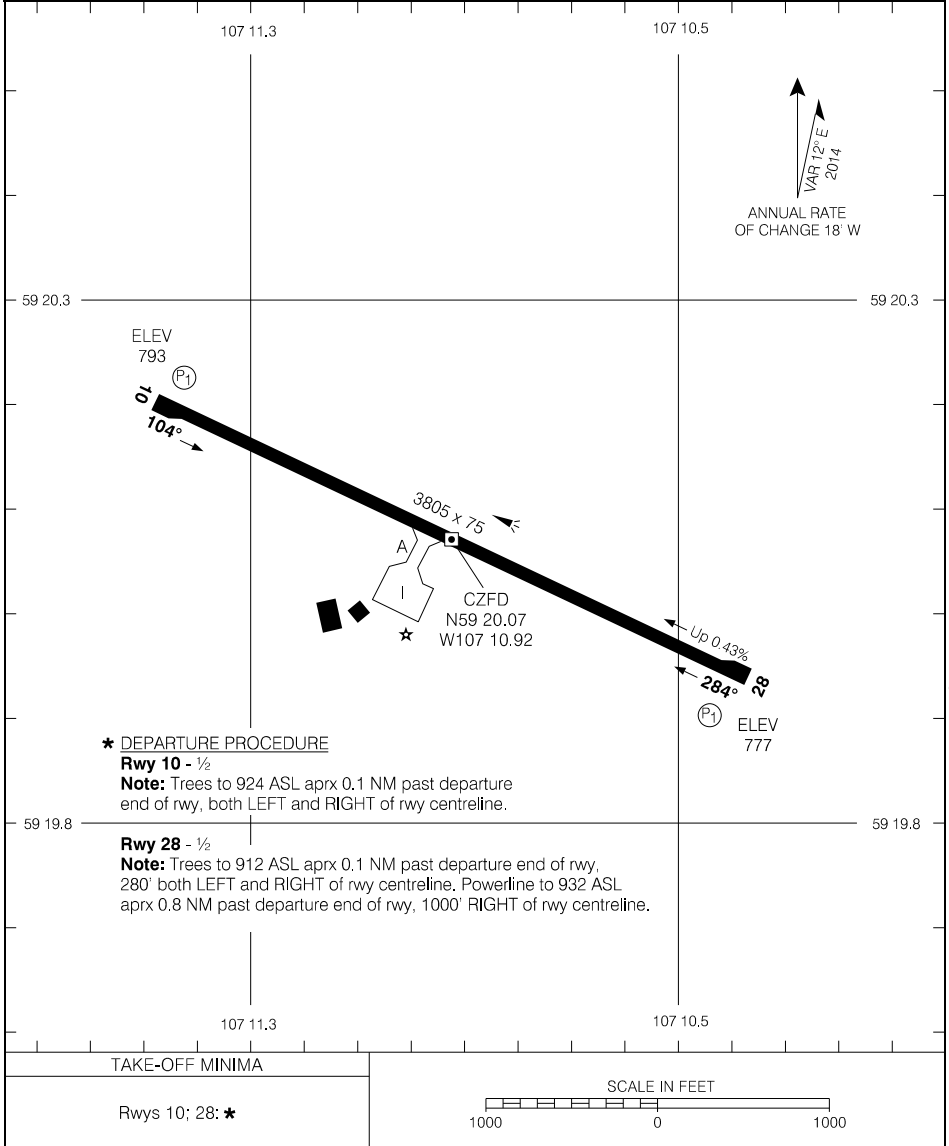 107 11.3
107 10.5
VAR 12° E
2014
ANNUAL RATE
OF CHANGE 18' W
59 20.3
59 20.3
ELEV
793
P1
10
104°
3805 x 75
A
I
CZFD
N59 20.07
W107 10.92
Up 0.43%
284°
28
P1
ELEV
777
* DEPARTURE PROCEDURE
Rwy 10 - ½
Note: Trees to 924 ASL aprx 0.1 NM past departure
end of rwy, both LEFT and RIGHT of rwy centreline.
59 19.8
59 19.8
Rwy 28 - ½
Note: Trees to 912 ASL aprx 0.1 NM past departure end of rwy,
280' both LEFT and RIGHT of rwy centreline. Powerline to 932 ASL
aprx 0.8 NM past departure end of rwy, 1000' RIGHT of rwy centreline.
107 11.3
107 10.5
TAKE-OFF MINIMA
Rwys 10; 28: *
SCALE IN FEET
1000 0 1000